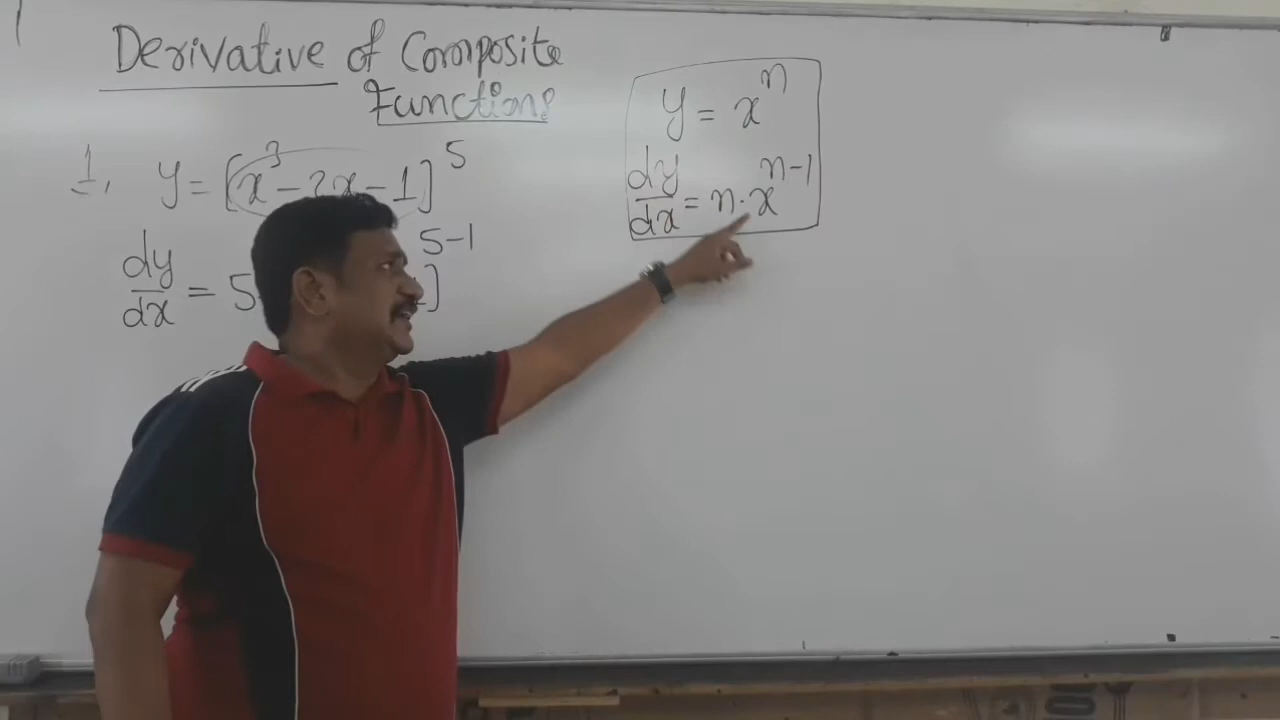 Derivative of Composite
Functions
1. y = [x³ - 2x - 1]⁵
dy/dx = 5 ]⁵⁻¹
y = xⁿ
dy/dx = n·xⁿ⁻¹